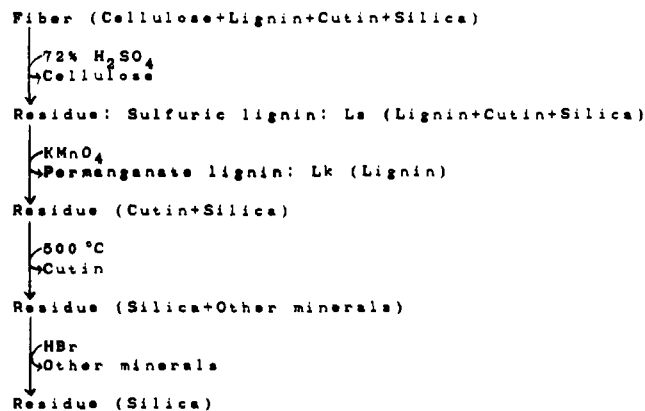 Fiber (Cellulose+Lignin+Cutin+Silica)
72% H2SO4
Cellulose
Residue: Sulfuric lignin: Ls (Lignin+Cutin+Silica)
KMnO4
Permanganate lignin: Lk (Lignin)
Residue (Cutin+Silica)
500 °C
Cutin
Residue (Silica+Other minerals)
HBr
Other minerals
Residue (Silica)